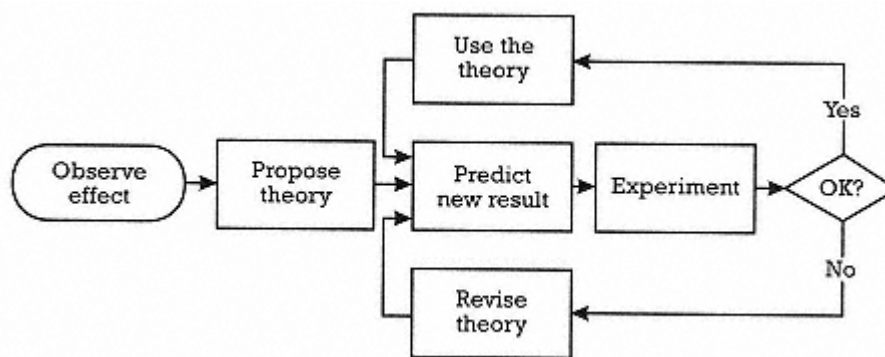 Use the
theory
Yes
Observe
effect
Propose
theory
Predict
new result
Experiment
OK?
No
Revise
theory